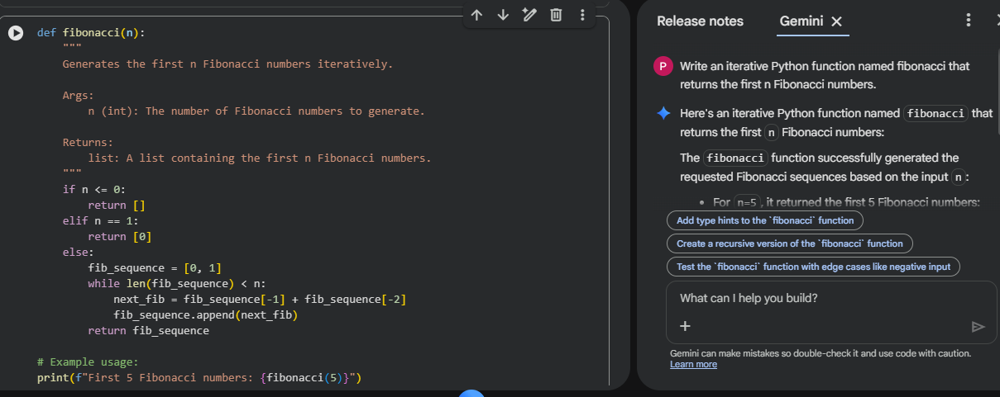 def fibonacci(n):
    """
    Generates the first n Fibonacci numbers iteratively.

    Args:
        n (int): The number of Fibonacci numbers to generate.

    Returns:
        list: A list containing the first n Fibonacci numbers.
    """
    if n <= 0:
        return []
    elif n == 1:
        return [0]
    else:
        fib_sequence = [0, 1]
        while len(fib_sequence) < n:
            next_fib = fib_sequence[-1] + fib_sequence[-2]
            fib_sequence.append(next_fib)
        return fib_sequence

# Example usage:
print(f"First 5 Fibonacci numbers: {fibonacci(5)}")
Release notes
Gemini
P
Write an iterative Python function named fibonacci that
returns the first n Fibonacci numbers.
Here's an iterative Python function named fibonacci that
returns the first n Fibonacci numbers:
The fibonacci function successfully generated the
requested Fibonacci sequences based on the input n:
• For n=5, it returned the first 5 Fibonacci numbers:
Add type hints to the `fibonacci` function
Create a recursive version of the `fibonacci` function
Test the `fibonacci` function with edge cases like negative input
What can I help you build?
Gemini can make mistakes so double-check it and use code with caution.
Learn more